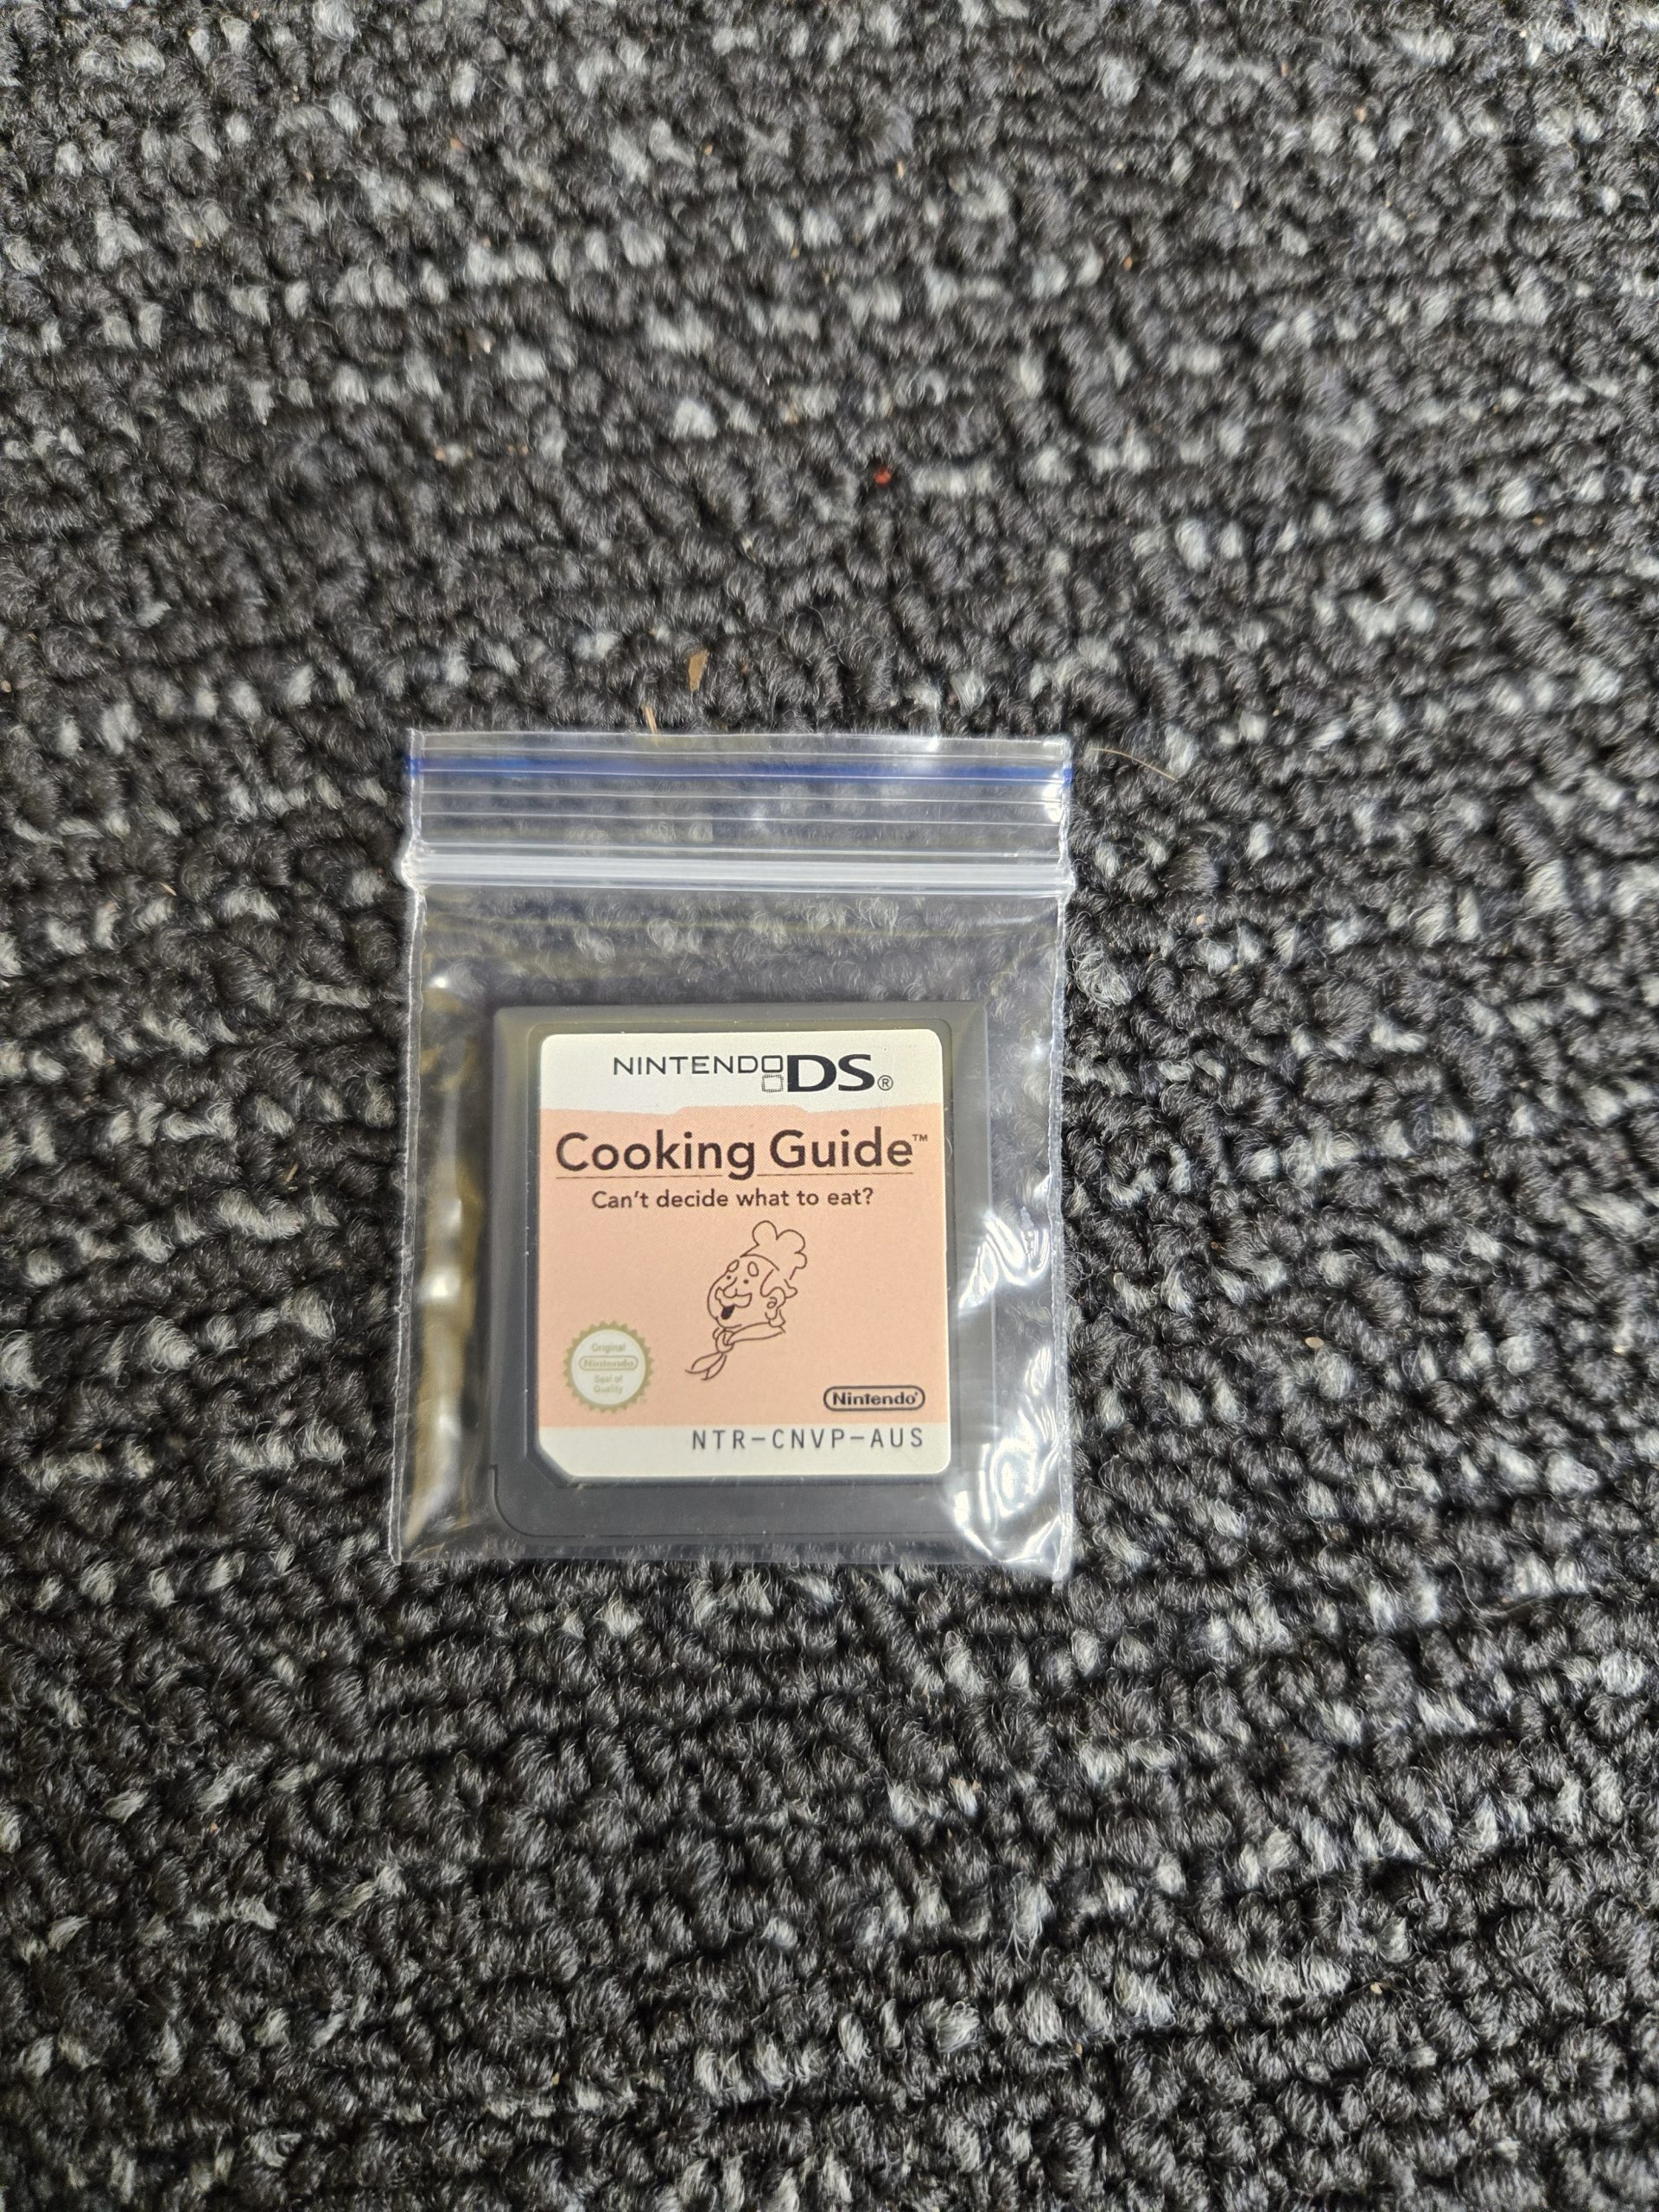 NINTENDO DS®
Cooking Guide™
Can't decide what to eat?
Original
Nintendo
Seal of
Quality
Nintendo®
NTR-CNVP-AUS